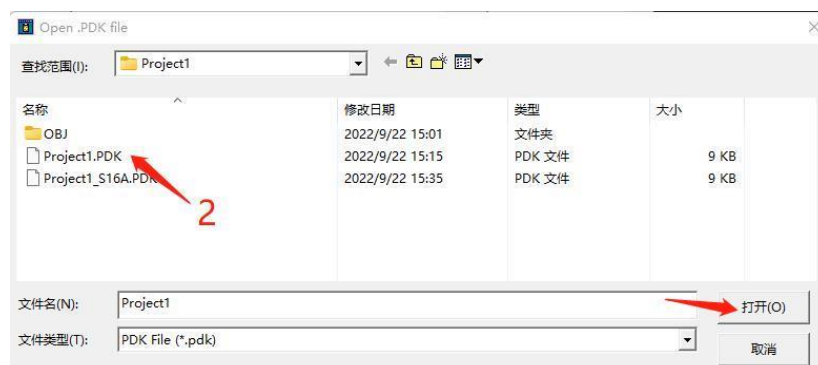 Open .PDK file
查找范围(I): Project1
名称 修改日期 类型 大小
OBJ 2022/9/22 15:01 文件夹
Project1.PDK 2022/9/22 15:15 PDK 文件 9 KB
Project1_S16A.PDK 2022/9/22 15:35 PDK 文件 9 KB
2
文件名(N): Project1 打开(O)
文件类型(T): PDK File (*.pdk) 取消